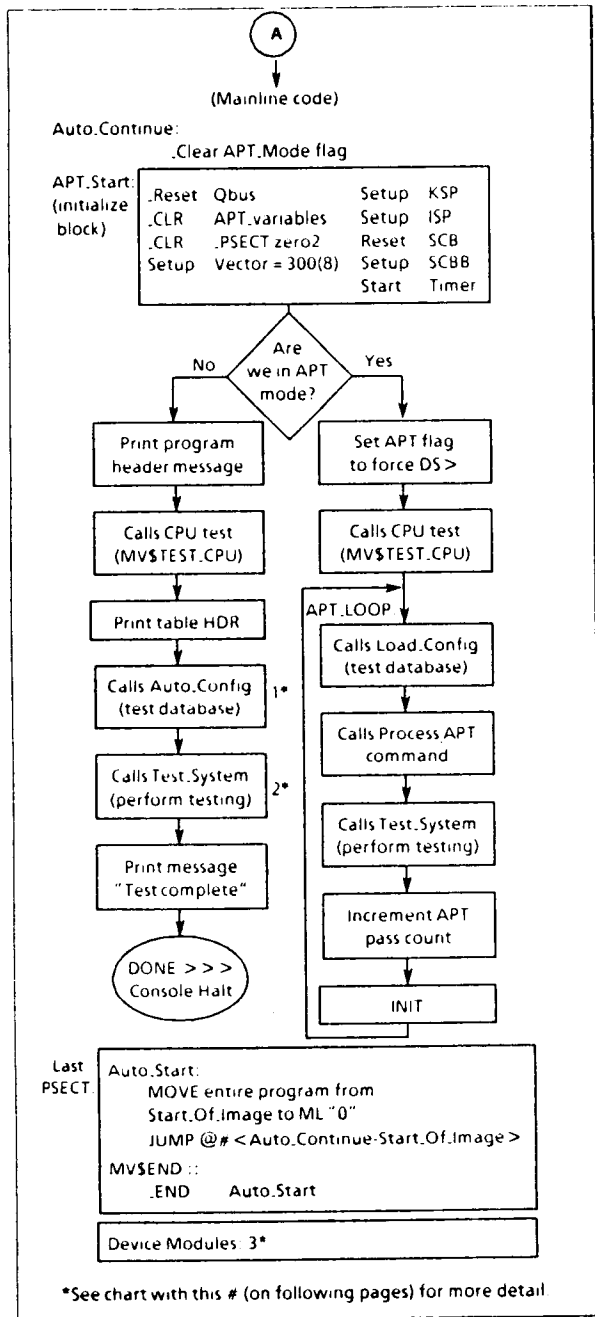 A
(Mainline code)
Auto.Continue:
.Clear APT.Mode flag
APT.Start:
(initialize
block)
.Reset Qbus Setup KSP
.CLR APT.variables Setup ISP
.CLR .PSECT zero2 Reset SCB
Setup Vector = 300(8) Setup SCBB
Start Timer
Are
we in APT
mode?
No
Yes
Print program
header message
Calls CPU test
(MV$TEST.CPU)
Print table HDR
Calls Auto.Config
(test database)
1*
Calls Test.System
(perform testing)
2*
Print message
"Test complete"
DONE > > >
Console Halt
Set APT flag
to force DS >
Calls CPU test
(MV$TEST.CPU)
APT.LOOP
Calls Load.Config
(test database)
Calls Process APT
command
Calls Test.System
(perform testing)
Increment APT
pass count
INIT
Last
PSECT.
Auto.Start:
MOVE entire program from
Start.Of.Image to ML "0"
JUMP @# < Auto.Continue-Start.Of.Image >
MV$END ::
.END Auto.Start
Device Modules: 3*
*See chart with this # (on following pages) for more detail.